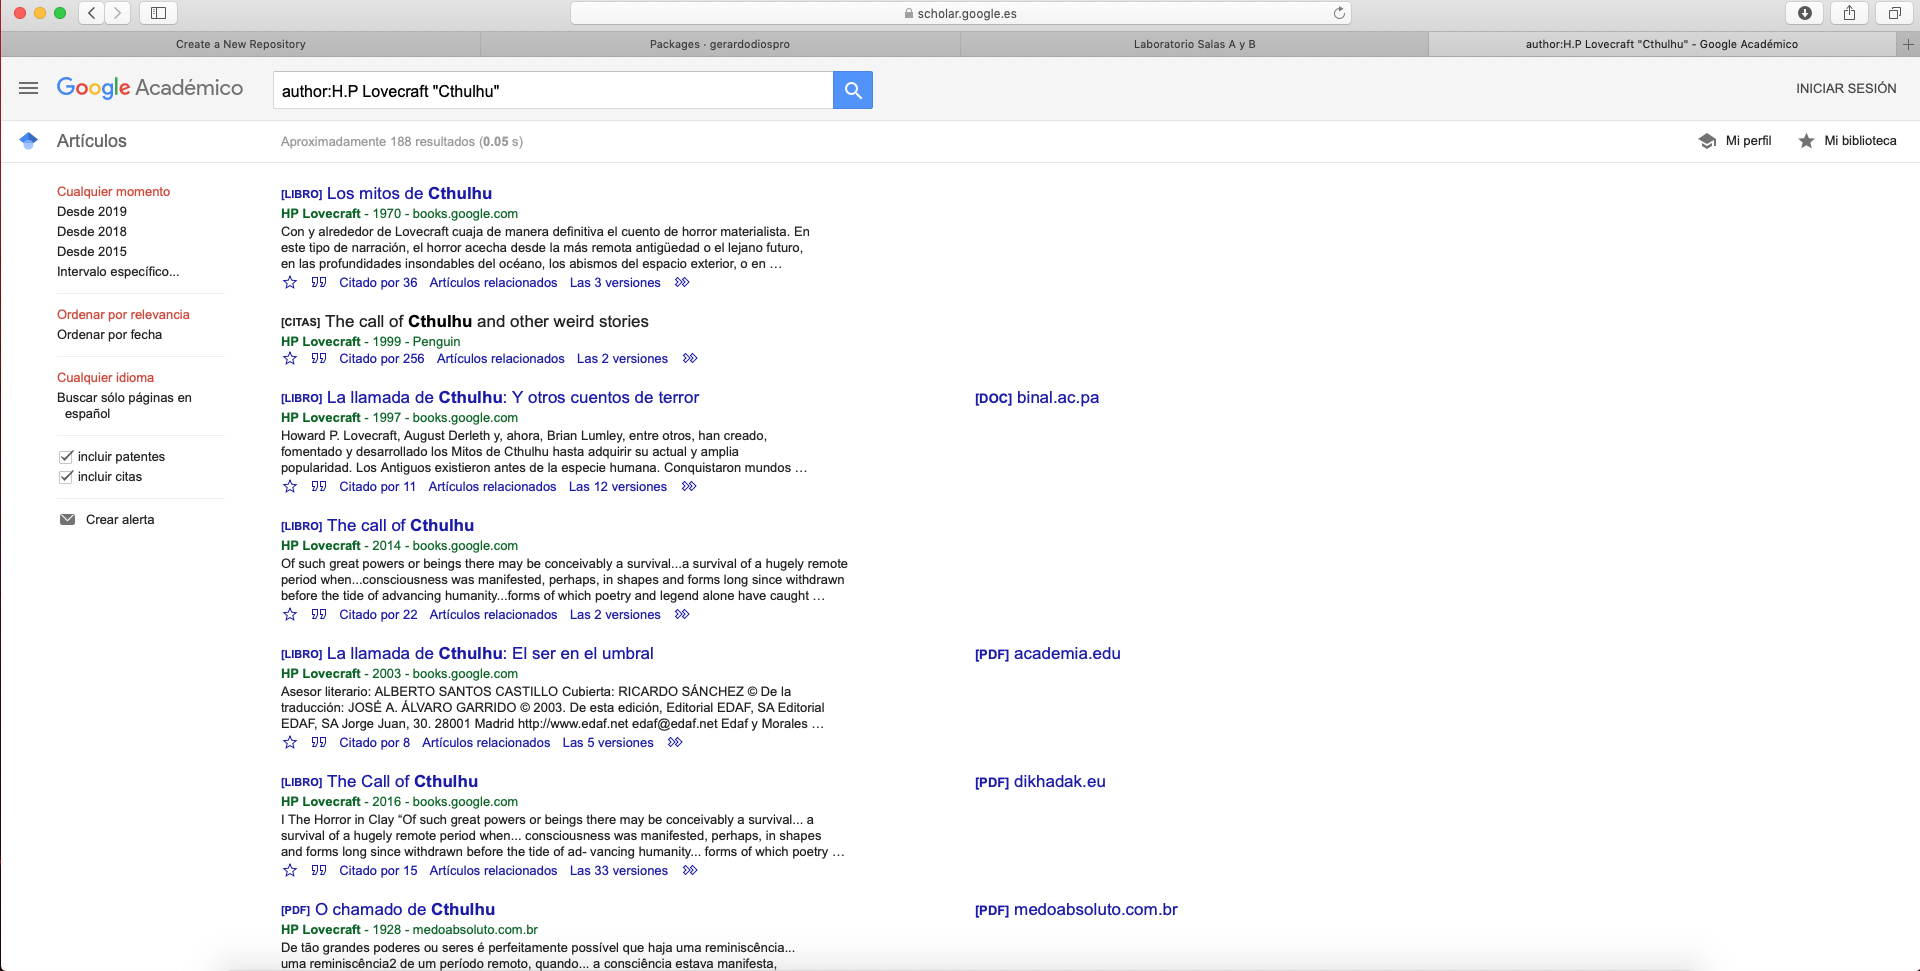 scholar.google.es
Create a New Repository
Packages · gerardodiospro
Laboratorio Salas A y B
author:H.P Lovecraft "Cthulhu" - Google Académico
Google Académico
author:H.P Lovecraft "Cthulhu"
INICIAR SESIÓN
Artículos
Aproximadamente 188 resultados (0.05 s)
Mi perfil
Mi biblioteca
Cualquier momento
Desde 2019
Desde 2018
Desde 2015
Intervalo específico...
Ordenar por relevancia
Ordenar por fecha
Cualquier idioma
Buscar sólo páginas en
español
incluir patentes
incluir citas
Crear alerta
[LIBRO] Los mitos de Cthulhu
HP Lovecraft - 1970 - books.google.com
Con y alrededor de Lovecraft cuaja de manera definitiva el cuento de horror materialista. En
este tipo de narración, el horror acecha desde la más remota antigüedad o el lejano futuro,
en las profundidades insondables del océano, los abismos del espacio exterior, o en …
Citado por 36 Artículos relacionados Las 3 versiones
[CITAS] The call of Cthulhu and other weird stories
HP Lovecraft - 1999 - Penguin
Citado por 256 Artículos relacionados Las 2 versiones
[LIBRO] La llamada de Cthulhu: Y otros cuentos de terror
[DOC] binal.ac.pa
HP Lovecraft - 1997 - books.google.com
Howard P. Lovecraft, August Derleth y, ahora, Brian Lumley, entre otros, han creado,
fomentado y desarrollado los Mitos de Cthulhu hasta adquirir su actual y amplia
popularidad. Los Antiguos existieron antes de la especie humana. Conquistaron mundos …
Citado por 11 Artículos relacionados Las 12 versiones
[LIBRO] The call of Cthulhu
HP Lovecraft - 2014 - books.google.com
Of such great powers or beings there may be conceivably a survival...a survival of a hugely remote
period when...consciousness was manifested, perhaps, in shapes and forms long since withdrawn
before the tide of advancing humanity...forms of which poetry and legend alone have caught …
Citado por 22 Artículos relacionados Las 2 versiones
[LIBRO] La llamada de Cthulhu: El ser en el umbral
[PDF] academia.edu
HP Lovecraft - 2003 - books.google.com
Asesor literario: ALBERTO SANTOS CASTILLO Cubierta: RICARDO SÁNCHEZ © De la
traducción: JOSÉ A. ÁLVARO GARRIDO © 2003. De esta edición, Editorial EDAF, SA Editorial
EDAF, SA Jorge Juan, 30. 28001 Madrid http://www.edaf.net edaf@edaf.net Edaf y Morales …
Citado por 8 Artículos relacionados Las 5 versiones
[LIBRO] The Call of Cthulhu
[PDF] dikhadak.eu
HP Lovecraft - 2016 - books.google.com
I The Horror in Clay “Of such great powers or beings there may be conceivably a survival... a
survival of a hugely remote period when... consciousness was manifested, perhaps, in shapes
and forms long since withdrawn before the tide of ad- vancing humanity... forms of which poetry …
Citado por 15 Artículos relacionados Las 33 versiones
[PDF] O chamado de Cthulhu
[PDF] medoabsoluto.com.br
HP Lovecraft - 1928 - medoabsoluto.com.br
De tão grandes poderes ou seres é perfeitamente possível que haja uma reminiscência...
uma reminiscência2 de um período remoto, quando... a consciência estava manifesta,